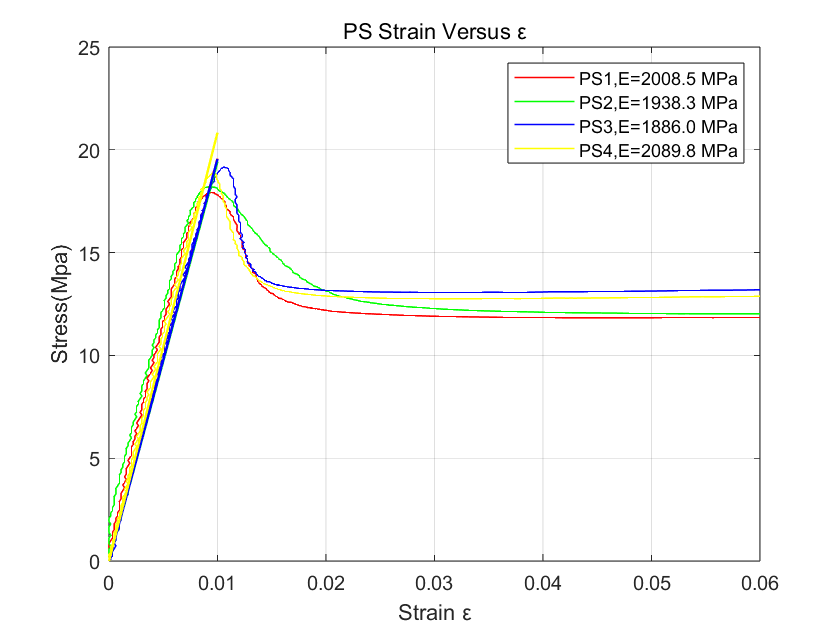 PS Strain Versus ε
25
20
15
10
5
0
Stress(Mpa)
PS1,E=2008.5 MPa
PS2,E=1938.3 MPa
PS3,E=1886.0 MPa
PS4,E=2089.8 MPa
0 0.01 0.02 0.03 0.04 0.05 0.06
Strain ε